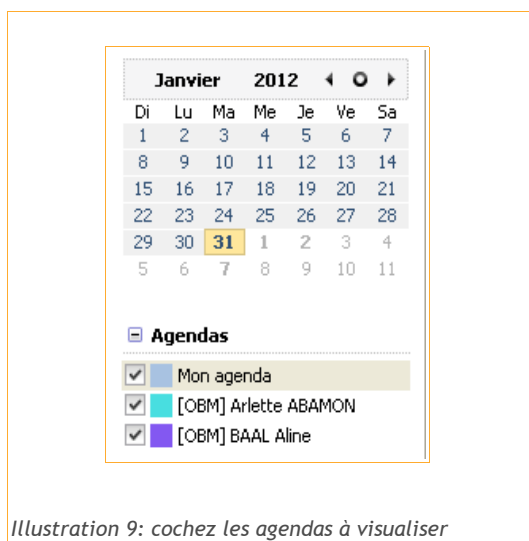 Janvier 2012
Di Lu Ma Me Je Ve Sa
1 2 3 4 5 6 7
8 9 10 11 12 13 14
15 16 17 18 19 20 21
22 23 24 25 26 27 28
29 30 31 1 2 3 4
5 6 7 8 9 10 11
Agendas
Mon agenda
[OBM] Arlette ABAMON
[OBM] BAAL Aline
Illustration 9: cochez les agendas à visualiser